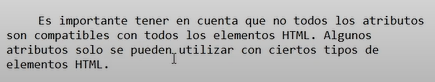 Es importante tener en cuenta que no todos los atributos
son compatibles con todos los elementos HTML. Algunos
atributos solo se pueden utilizar con ciertos tipos de
elementos HTML.